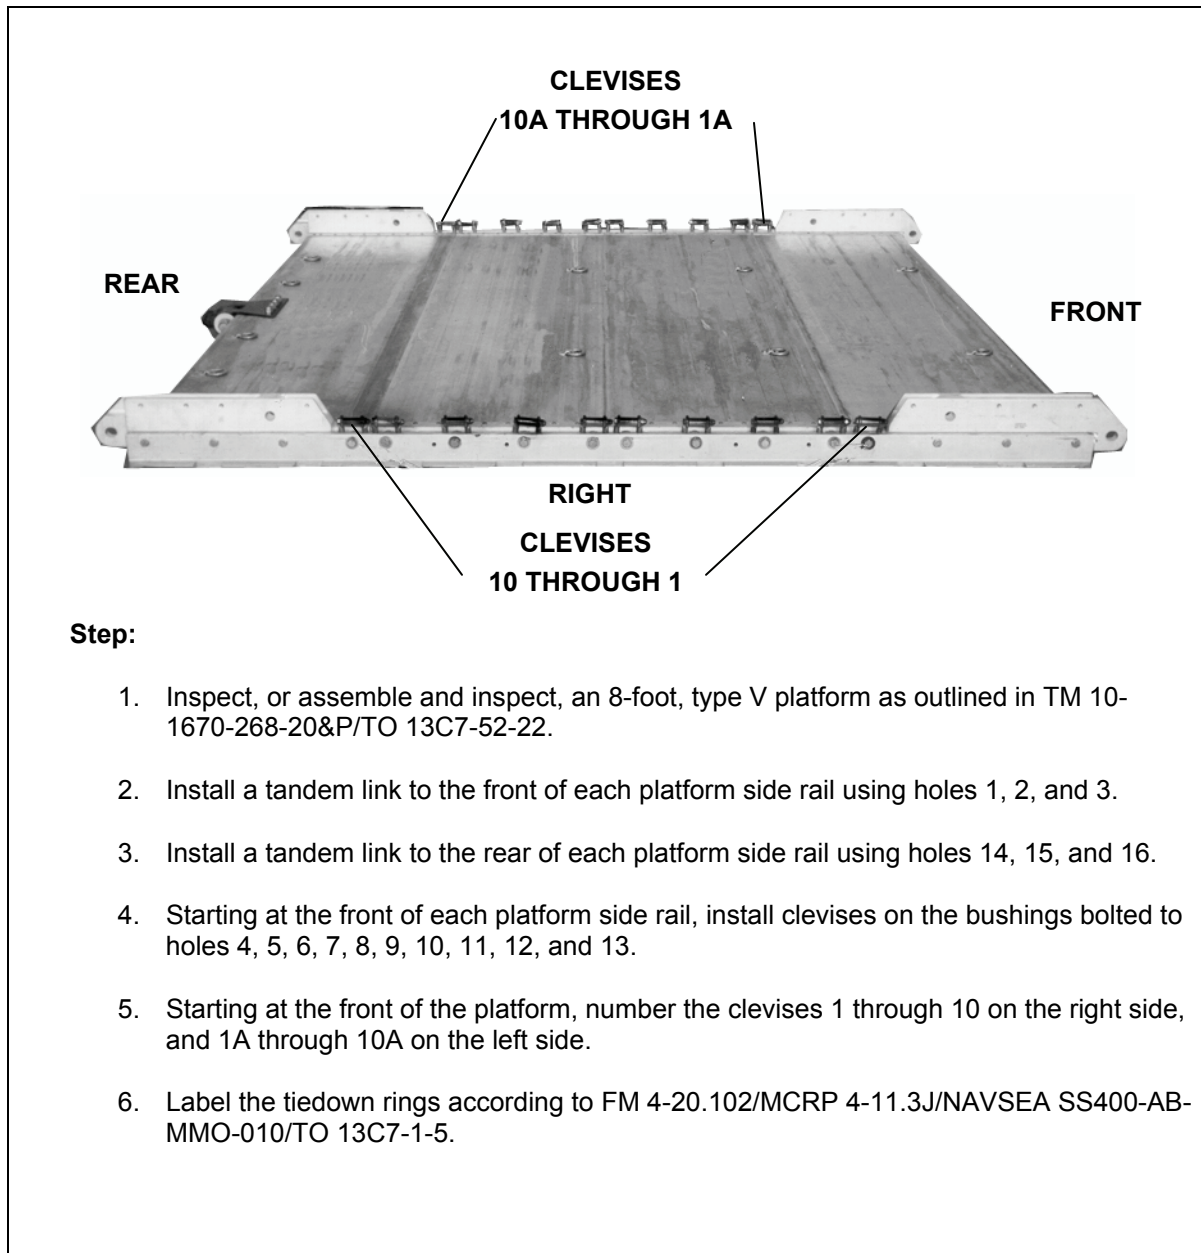 CLEVISES
10A THROUGH 1A
REAR
FRONT
RIGHT
CLEVISES
10 THROUGH 1
Step:
1. Inspect, or assemble and inspect, an 8-foot, type V platform as outlined in TM 10-
1670-268-20&P/TO 13C7-52-22.
2. Install a tandem link to the front of each platform side rail using holes 1, 2, and 3.
3. Install a tandem link to the rear of each platform side rail using holes 14, 15, and 16.
4. Starting at the front of each platform side rail, install clevises on the bushings bolted to
holes 4, 5, 6, 7, 8, 9, 10, 11, 12, and 13.
5. Starting at the front of the platform, number the clevises 1 through 10 on the right side,
and 1A through 10A on the left side.
6. Label the tiedown rings according to FM 4-20.102/MCRP 4-11.3J/NAVSEA SS400-AB-
MMO-010/TO 13C7-1-5.